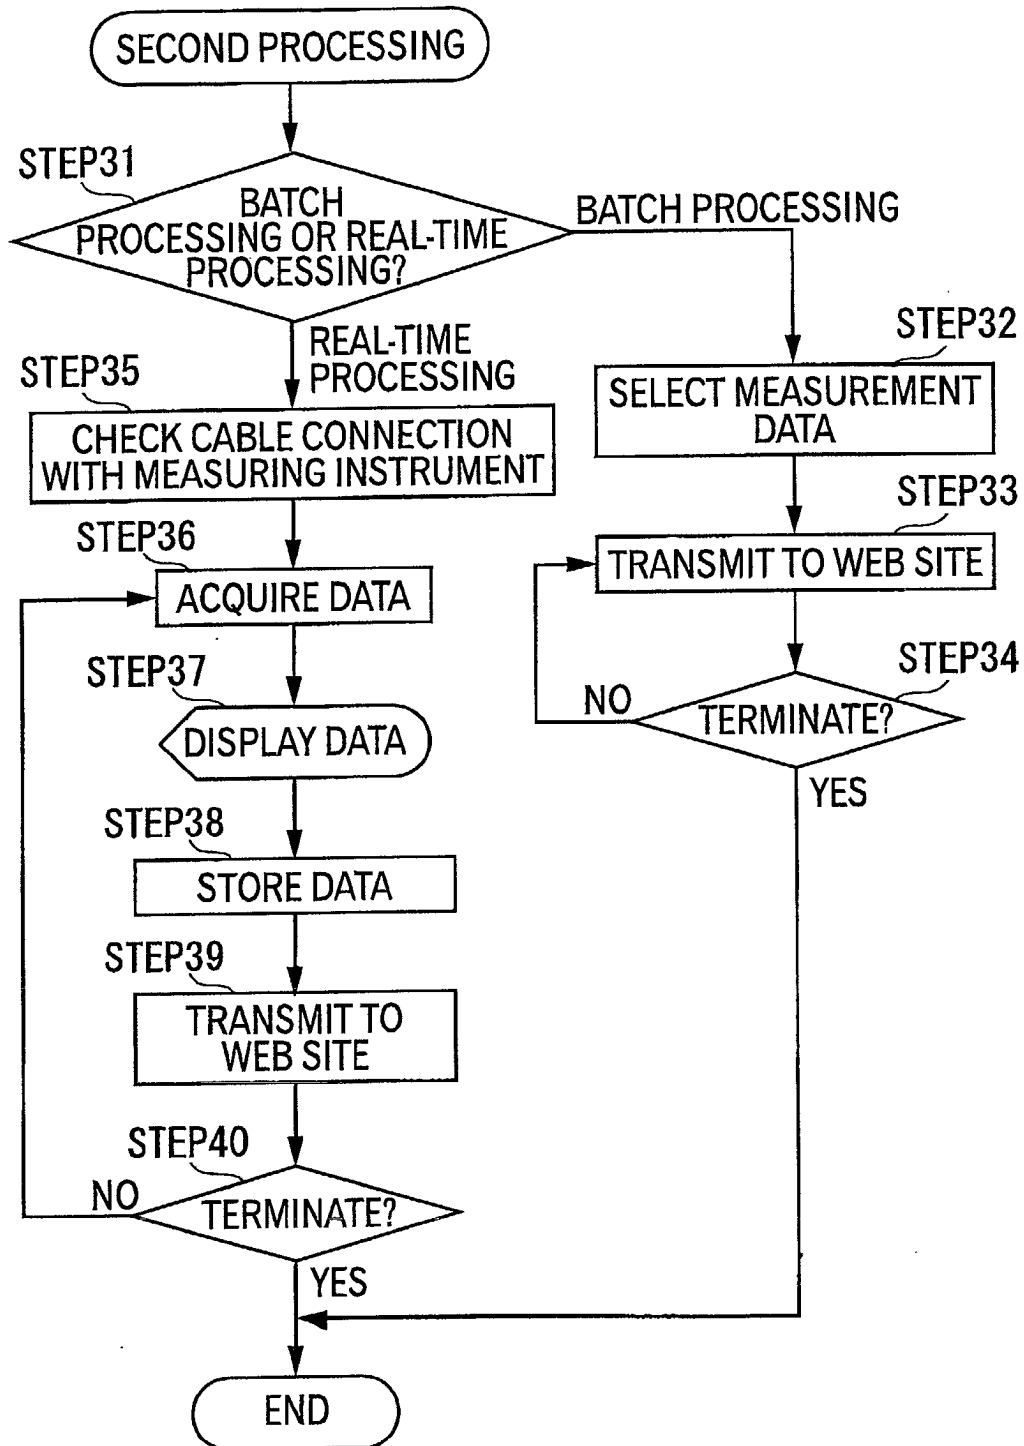 SECOND PROCESSING
STEP31
BATCH
PROCESSING OR REAL-TIME
PROCESSING?
BATCH PROCESSING
REAL-TIME
PROCESSING
STEP32
SELECT MEASUREMENT
DATA
STEP33
TRANSMIT TO WEB SITE
STEP34
TERMINATE?
NO
YES
STEP35
CHECK CABLE CONNECTION
WITH MEASURING INSTRUMENT
STEP36
ACQUIRE DATA
STEP37
DISPLAY DATA
STEP38
STORE DATA
STEP39
TRANSMIT TO
WEB SITE
STEP40
TERMINATE?
NO
YES
END